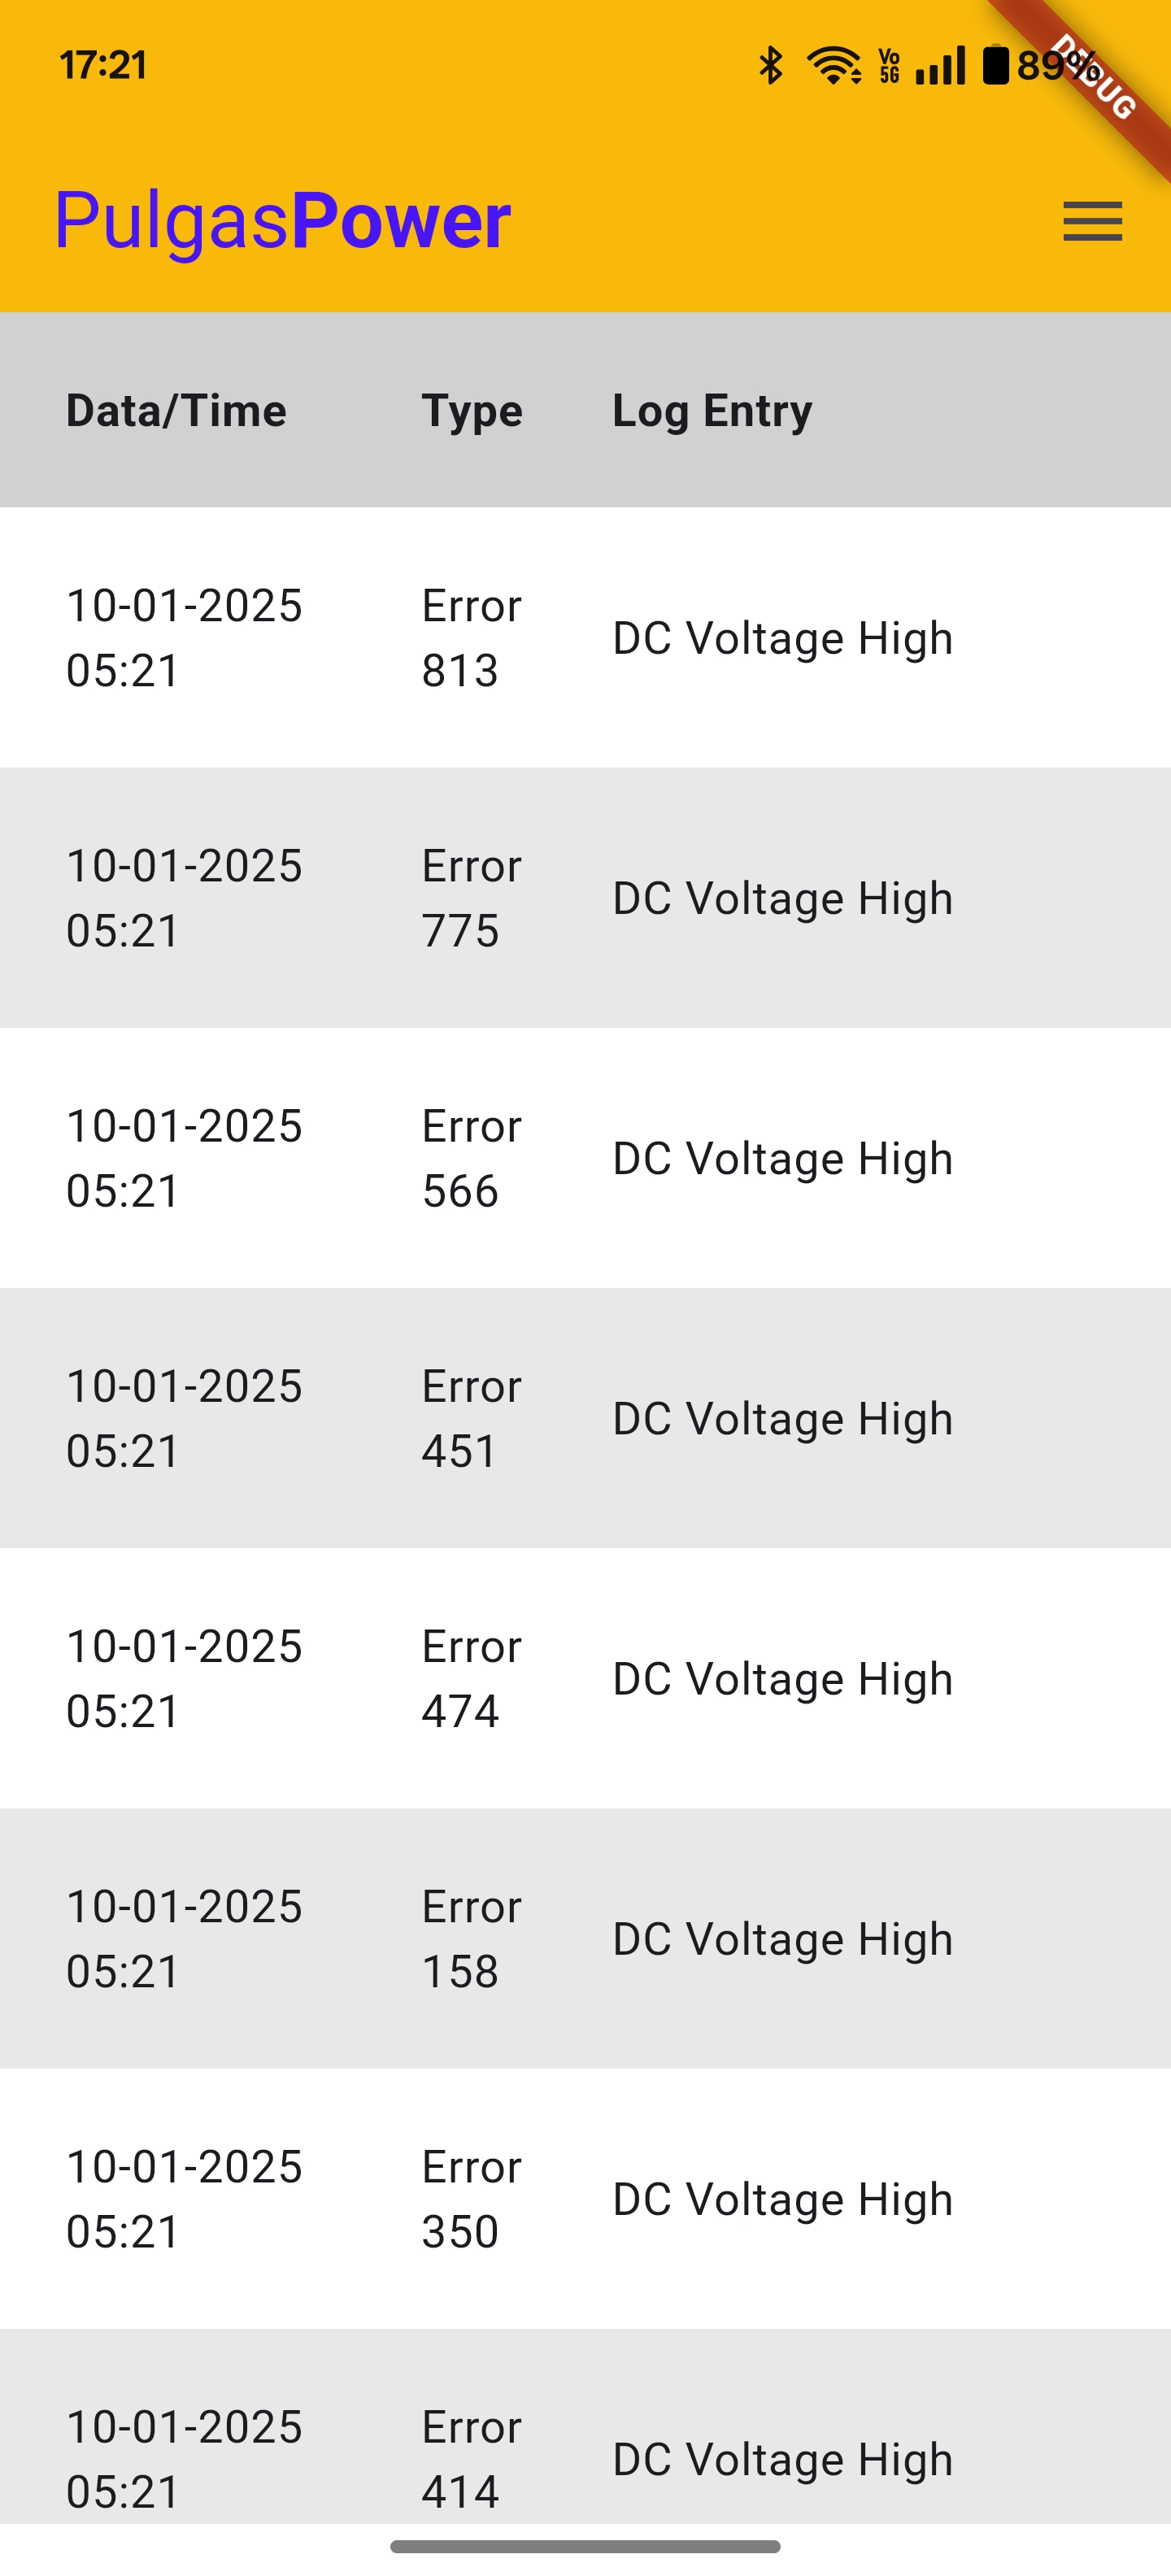 17:21
Vo
5G
89%
DEBUG
PulgasPower
Data/Time Type Log Entry
10-01-2025 Error
DC Voltage High
05:21 813
10-01-2025 Error
DC Voltage High
05:21 775
10-01-2025 Error
DC Voltage High
05:21 566
10-01-2025 Error
DC Voltage High
05:21 451
10-01-2025 Error
DC Voltage High
05:21 474
10-01-2025 Error
DC Voltage High
05:21 158
10-01-2025 Error
DC Voltage High
05:21 350
10-01-2025 Error
DC Voltage High
05:21 414